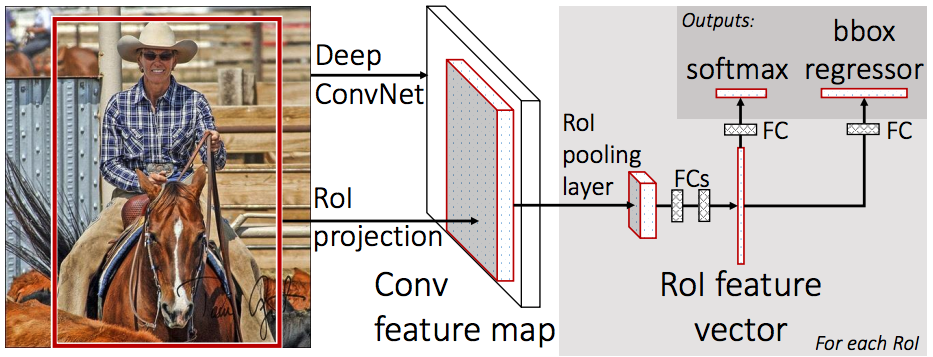 Deep
ConvNet
RoI
projection
Conv
feature map
RoI
pooling
layer
FCs
Outputs:
softmax
bbox
regressor
FC
FC
RoI feature
vector
For each RoI